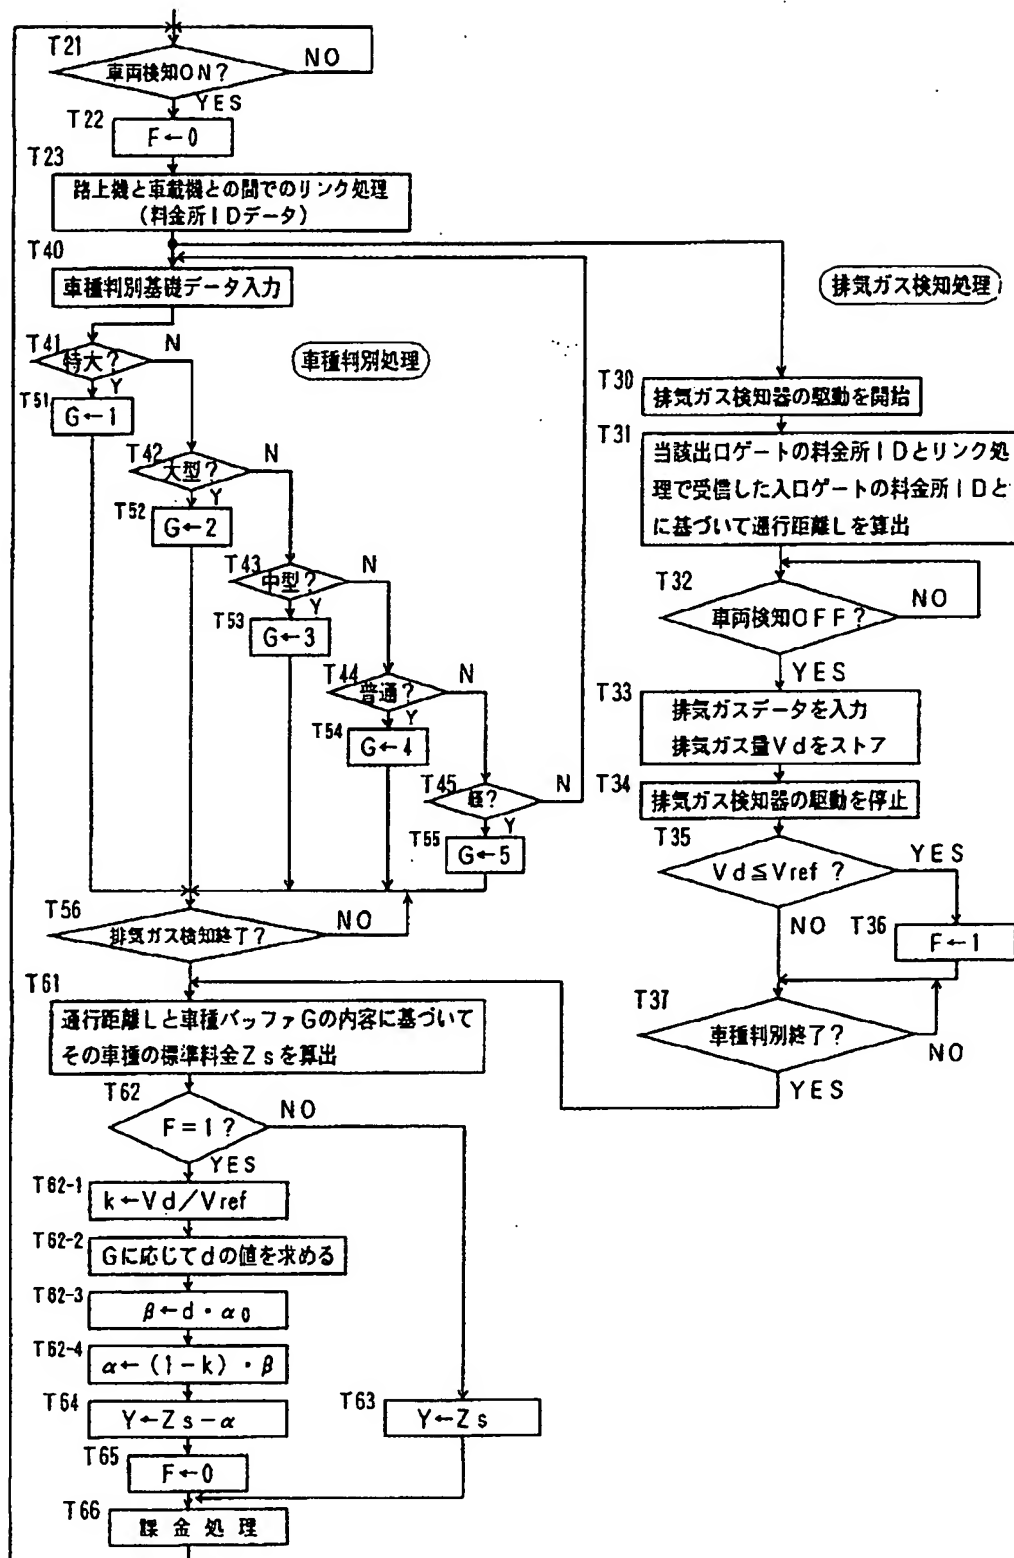 T21
車両検知ON?
NO
YES
T22
F←0
T23
路上機と車載機との間でのリンク処理
(料金所IDデータ)
T40
車種判別基礎データ入力
車種判別処理
T41
特大?
N
Y
T51
G←1
T42
大型?
N
Y
T52
G←2
T43
中型?
N
Y
T53
G←3
T44
普通?
N
Y
T54
G←4
T45
軽?
N
Y
T55
G←5
T56
排気ガス検知終了?
NO
排気ガス検知処理
T30
排気ガス検知器の駆動を開始
T31
当該出口ゲートの料金所IDとリンク処
理で受信した入口ゲートの料金所IDと
に基づいて通行距離Lを算出
T32
車両検知OFF?
NO
YES
T33
排気ガスデータを入力
排気ガス量Vdをストア
T34
排気ガス検知器の駆動を停止
T35
Vd≦Vref?
YES
NO
T36
F←1
T37
車種判別終了?
NO
YES
T61
通行距離Lと車種バッファGの内容に基づいて
その車種の標準料金Zsを算出
T62
F=1?
NO
YES
T62-1
k←Vd/Vref
T62-2
Gに応じてdの値を求める
T62-3
β←d・α0
T62-4
α←(1-k)・β
T64
Y←Zs-α
T63
Y←Zs
T65
F←0
T66
課金処理